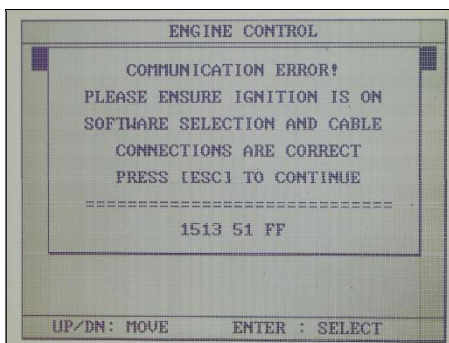 ENGINE CONTROL
COMMUNICATION ERROR!
PLEASE ENSURE IGNITION IS ON
SOFTWARE SELECTION AND CABLE
CONNECTIONS ARE CORRECT
PRESS [ESC] TO CONTINUE
==============================
1513 51 FF
UP/DN: MOVE ENTER : SELECT